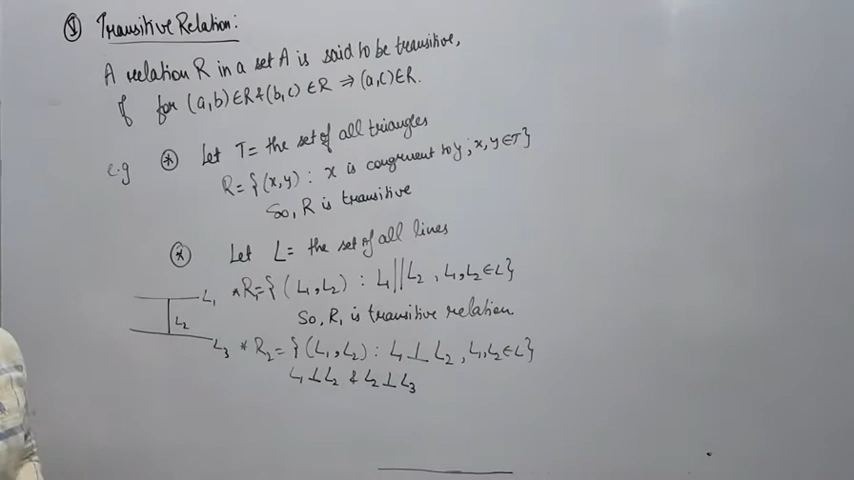 (V) Transitive Relation:
A relation R in a set A is said to be transitive,
if for (a,b)∈R & (b,c)∈R ⇒ (a,c)∈R.
e.g * Let T= the set of all triangles
R={(x,y): x is congruent to y; x,y∈T}
So, R is transitive
* Let L= the set of all lines
*R₁={(L₁,L₂): L₁||L₂, L₁,L₂∈L}
So, R₁ is transitive relation.
*R₂={(L₁,L₂): L₁⊥L₂, L₁,L₂∈L}
L₁⊥L₂ & L₂⊥L₃
L₁
L₂
L₃